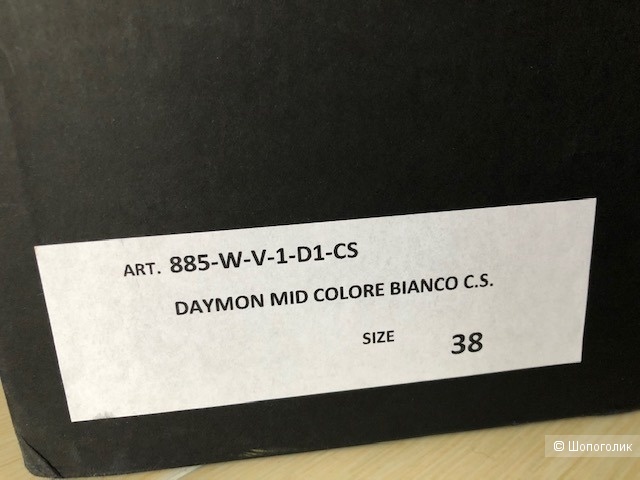 ART. 885-W-V-1-D1-CS
DAYMON MID COLORE BIANCO C.S.
SIZE 38
© Шопоголик